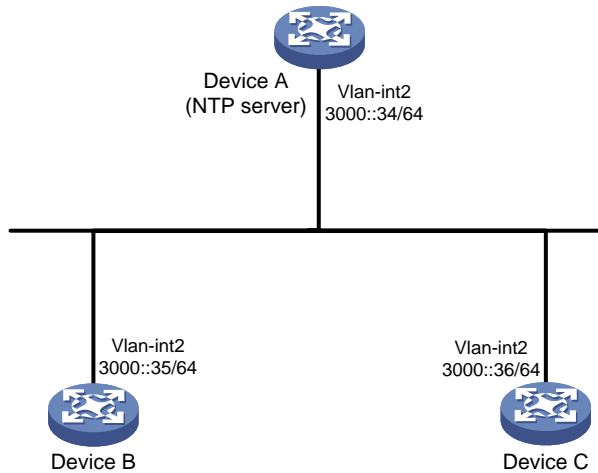 Device A
(NTP server)
Vlan-int2
3000::34/64
Vlan-int2
3000::35/64
Device B
Vlan-int2
3000::36/64
Device C